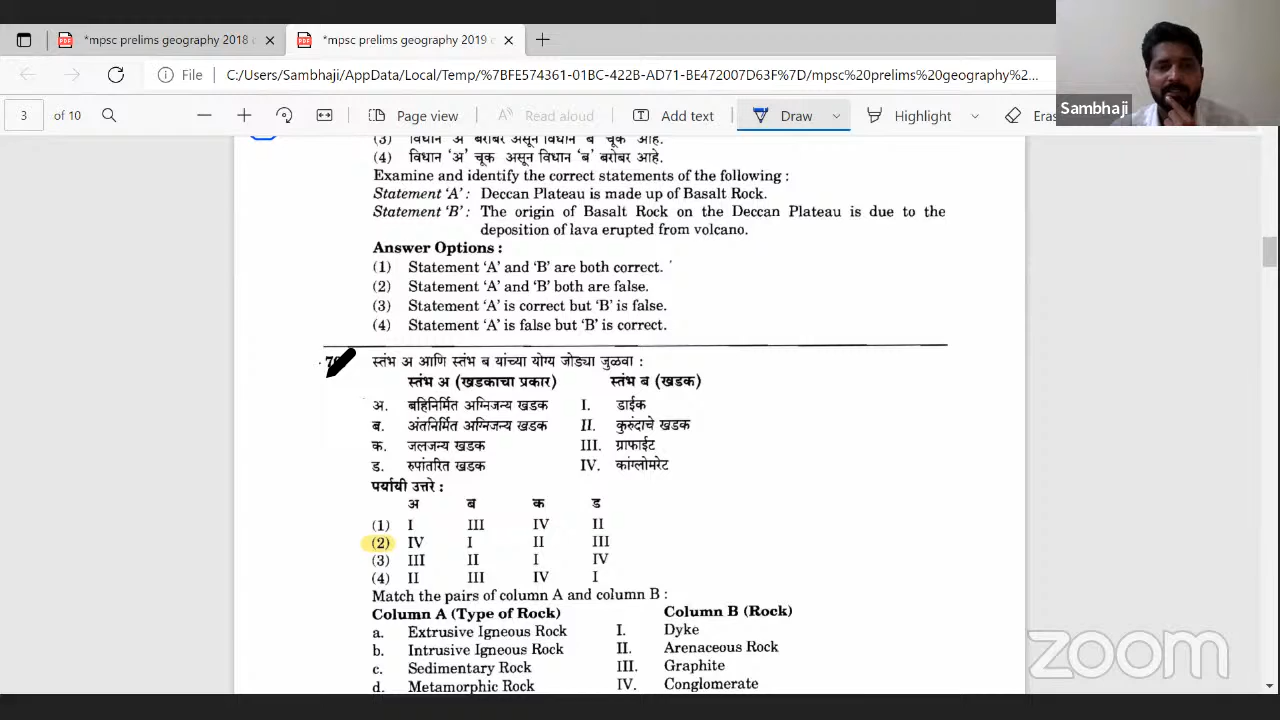 *mpsc prelims geography 2018
*mpsc prelims geography 2019
File
C:/Users/Sambhaji/AppData/Local/Temp/%7BFE574361-01BC-422B-AD71-BE472007D63F%7D/mpsc%20prelims%20geography%2...
3 of 10
Page view
Read aloud
Add text
Draw
Highlight
Eras
Sambhaji
(3) विधान 'अ' बरोबर असून विधान 'ब' चूक आहे.
(4) विधान 'अ' चूक असून विधान 'ब' बरोबर आहे.
Examine and identify the correct statements of the following :
Statement 'A' : Deccan Plateau is made up of Basalt Rock.
Statement 'B' : The origin of Basalt Rock on the Deccan Plateau is due to the
deposition of lava erupted from volcano.
Answer Options :
(1) Statement 'A' and 'B' are both correct.
(2) Statement 'A' and 'B' both are false.
(3) Statement 'A' is correct but 'B' is false.
(4) Statement 'A' is false but 'B' is correct.
स्तंभ अ आणि स्तंभ ब यांच्या योग्य जोड्या जुळवा :
स्तंभ अ (खडकाचा प्रकार) स्तंभ ब (खडक)
अ. बहिनिर्मित अग्निजन्य खडक I. डाईक
ब. अंतनिर्मित अग्निजन्य खडक II. कुरुंदाचे खडक
क. जलजन्य खडक III. ग्राफाईट
ड. रुपांतरित खडक IV. कांग्लोमरेट
पर्यायी उत्तरे :
अ ब क ड
(1) I III IV II
(2) IV I II III
(3) III II I IV
(4) II III IV I
Match the pairs of column A and column B :
Column A (Type of Rock) Column B (Rock)
a. Extrusive Igneous Rock I. Dyke
b. Intrusive Igneous Rock II. Arenaceous Rock
c. Sedimentary Rock III. Graphite
d. Metamorphic Rock IV. Conglomerate
zoom